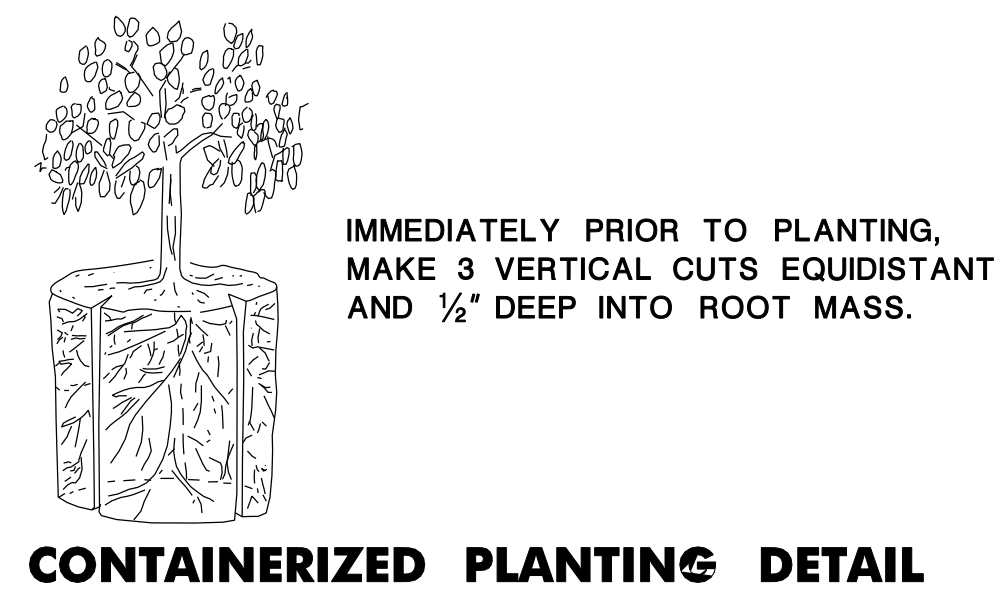 IMMEDIATELY PRIOR TO PLANTING,
MAKE 3 VERTICAL CUTS EQUIDISTANT
AND ½" DEEP INTO ROOT MASS.
CONTAINERIZED PLANTING DETAIL